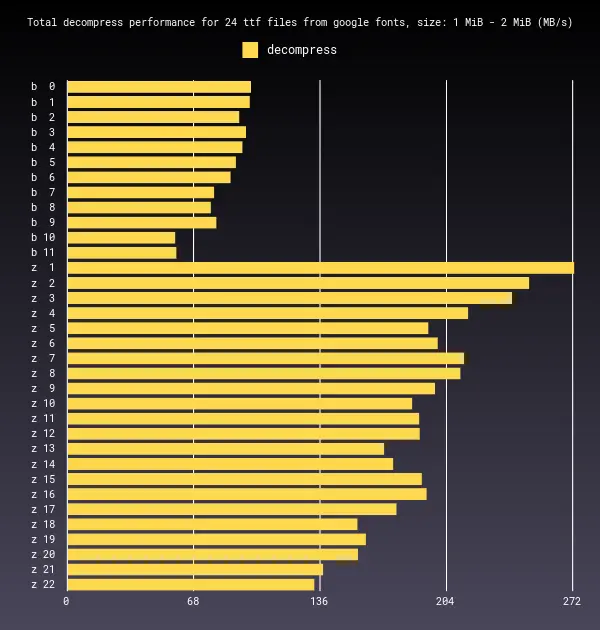 Total decompress performance for 24 ttf files from google fonts, size: 1 MiB - 2 MiB (MB/s)
decompress
b 0
b 1
b 2
b 3
b 4
b 5
b 6
b 7
b 8
b 9
b 10
b 11
z 1
z 2
z 3
z 4
z 5
z 6
z 7
z 8
z 9
z 10
z 11
z 12
z 13
z 14
z 15
z 16
z 17
z 18
z 19
z 20
z 21
z 22
0 68 136 204 272